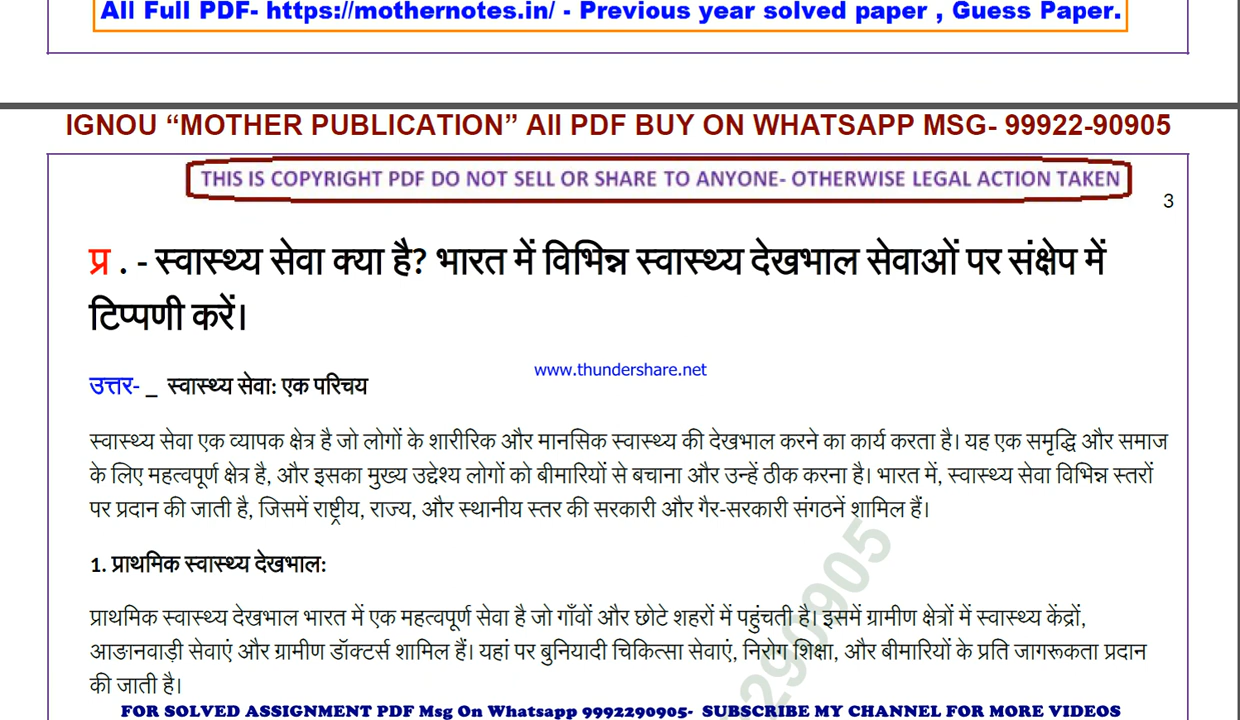 All Full PDF- https://mothernotes.in/ - Previous year solved paper , Guess Paper.
IGNOU “MOTHER PUBLICATION” All PDF BUY ON WHATSAPP MSG- 99922-90905
THIS IS COPYRIGHT PDF DO NOT SELL OR SHARE TO ANYONE- OTHERWISE LEGAL ACTION TAKEN
3
प्र . - स्वास्थ्य सेवा क्या है? भारत में विभिन्न स्वास्थ्य देखभाल सेवाओं पर संक्षेप में
टिप्पणी करें।
www.thundershare.net
उत्तर- _ स्वास्थ्य सेवा: एक परिचय
स्वास्थ्य सेवा एक व्यापक क्षेत्र है जो लोगों के शारीरिक और मानसिक स्वास्थ्य की देखभाल करने का कार्य करता है। यह एक समृद्धि और समाज
के लिए महत्वपूर्ण क्षेत्र है, और इसका मुख्य उद्देश्य लोगों को बीमारियों से बचाना और उन्हें ठीक करना है। भारत में, स्वास्थ्य सेवा विभिन्न स्तरों
पर प्रदान की जाती है, जिसमें राष्ट्रीय, राज्य, और स्थानीय स्तर की सरकारी और गैर-सरकारी संगठनें शामिल हैं।
1. प्राथमिक स्वास्थ्य देखभाल:
प्राथमिक स्वास्थ्य देखभाल भारत में एक महत्वपूर्ण सेवा है जो गाँवों और छोटे शहरों में पहुंचती है। इसमें ग्रामीण क्षेत्रों में स्वास्थ्य केंद्रों,
आङानवाड़ी सेवाएं और ग्रामीण डॉक्टर्स शामिल हैं। यहां पर बुनियादी चिकित्सा सेवाएं, निरोग शिक्षा, और बीमारियों के प्रति जागरूकता प्रदान
की जाती है।
290905
FOR SOLVED ASSIGNMENT PDF Msg On Whatsapp 9992290905- SUBSCRIBE MY CHANNEL FOR MORE VIDEOS